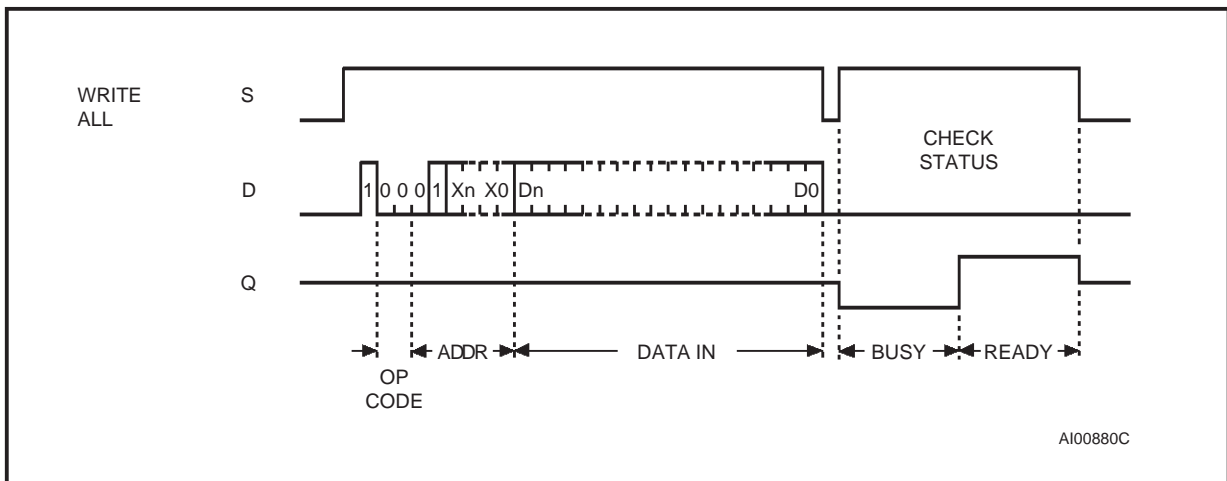 WRITE
ALL
S
CHECK
STATUS
D
1 0 0 0 1 Xn X0 Dn D0
Q
ADDR DATA IN BUSY READY
OP
CODE
AI00880C